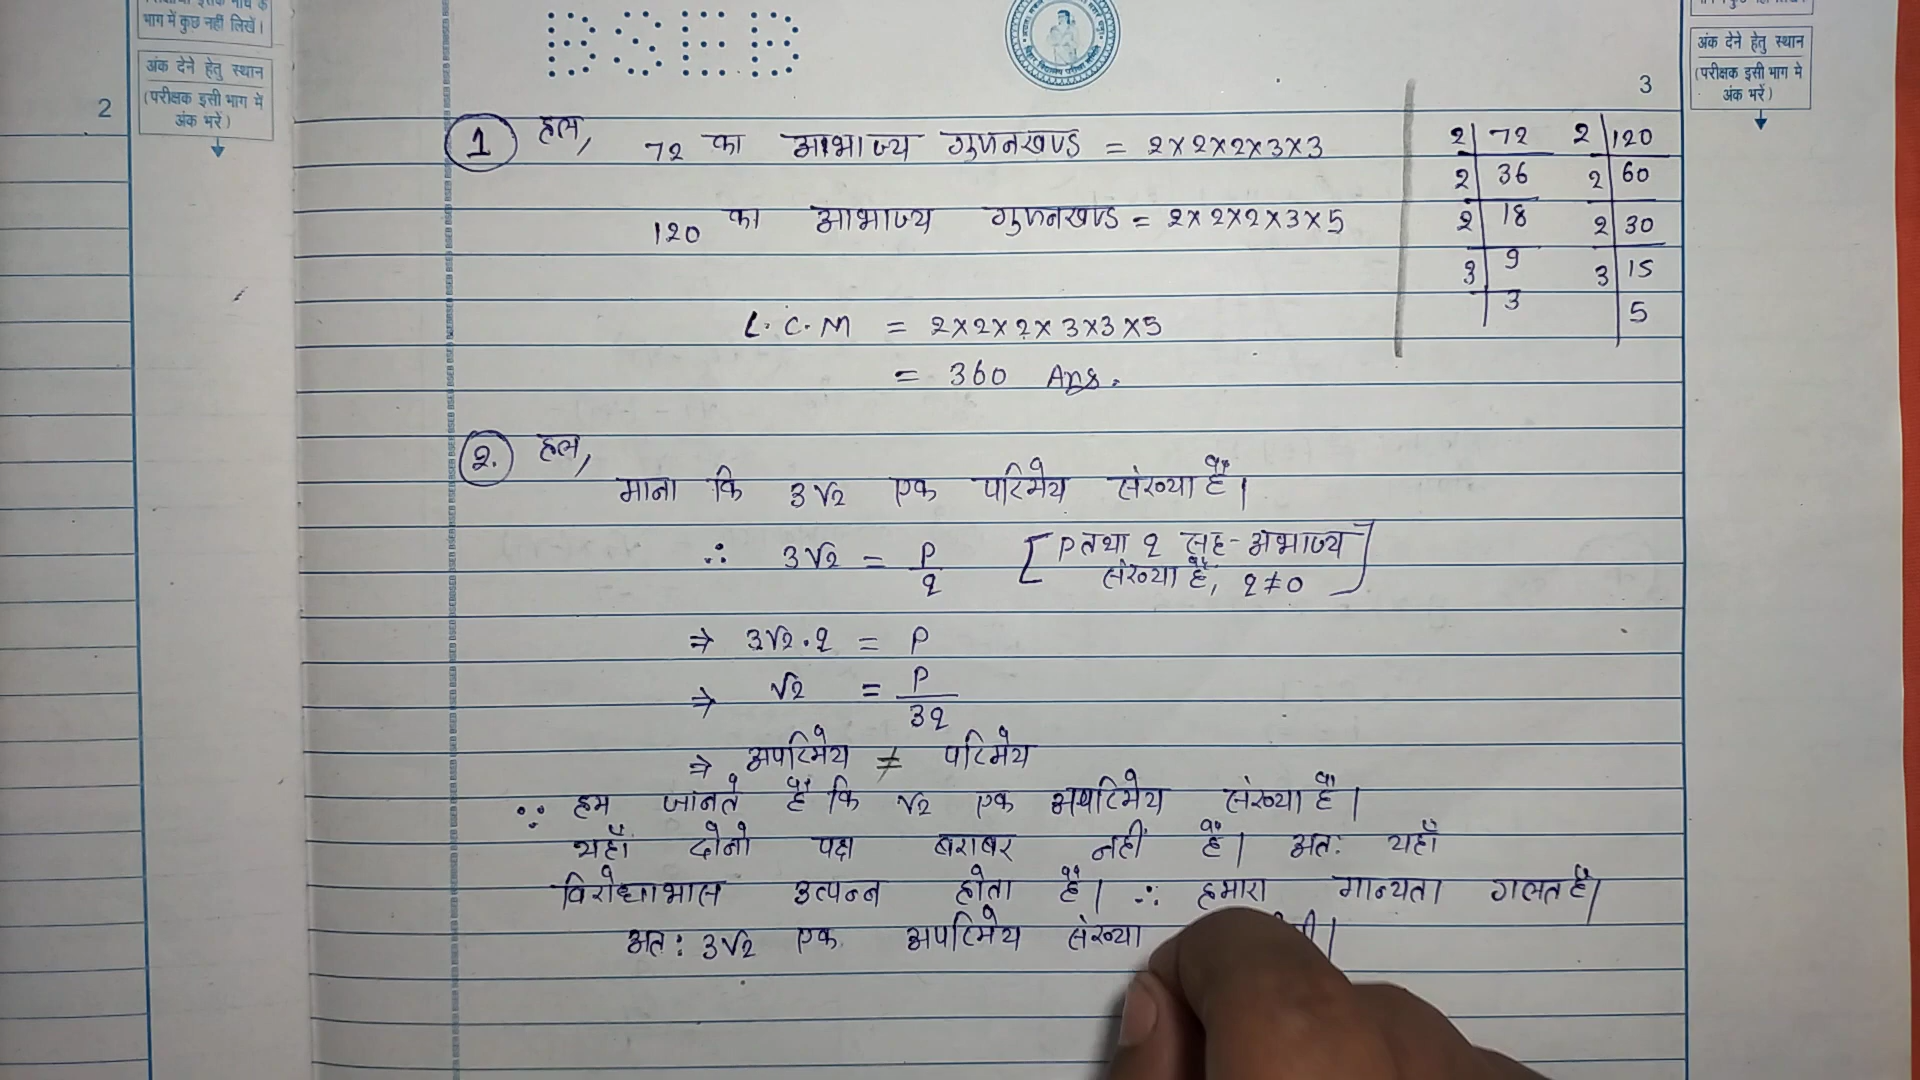 भाग में कुछ नहीं लिखें।
अंक देने हेतु स्थान
(परीक्षक इसी भाग में
अंक भरें)
2
BSEB
3
अंक देने हेतु स्थान
(परीक्षक इसी भाग मे
अंक भरें)
1 हल,
72 का अभाज्य गुणनखण्ड = 2×2×2×3×3
120 का अभाज्य गुणनखण्ड = 2×2×2×3×5
L.C.M = 2×2×2×3×3×5
= 360 Ans.
2 72
2 36
2 18
3 9
3
2 120
2 60
2 30
3 15
5
2. हल,
माना कि 3√2 एक परिमेय संख्या है।
∴ 3√2 = p/q [p तथा q सह-अभाज्य
संख्या है, q≠0]
⇒ 3√2.q = p
⇒ √2 = p/3q
⇒ अपरिमेय ≠ परिमेय
∵ हम जानते हैं कि √2 एक अपरिमेय संख्या है।
यहाँ दोनो पक्ष बराबर नहीं है। अतः यहाँ
विरोधाभास उत्पन्न होता है। ∴ हमारा मान्यता गलत है।
अतः 3√2 एक अपरिमेय संख्या